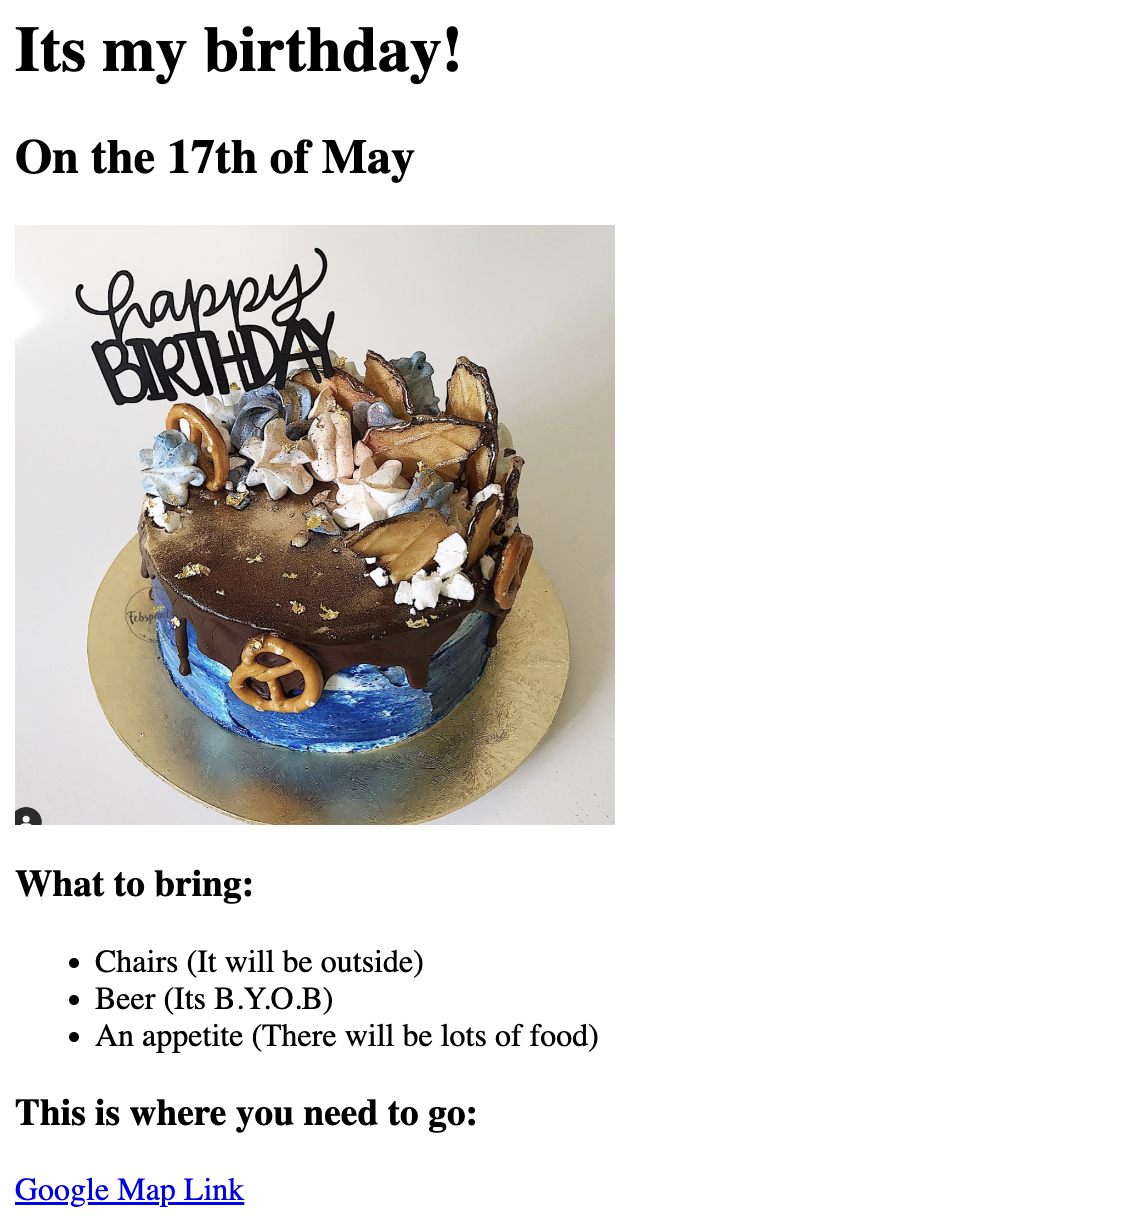 Its my birthday!
On the 17th of May
happy
BIRTHDAY
What to bring:
Chairs (It will be outside)
Beer (Its B.Y.O.B)
An appetite (There will be lots of food)
This is where you need to go:
Google Map Link